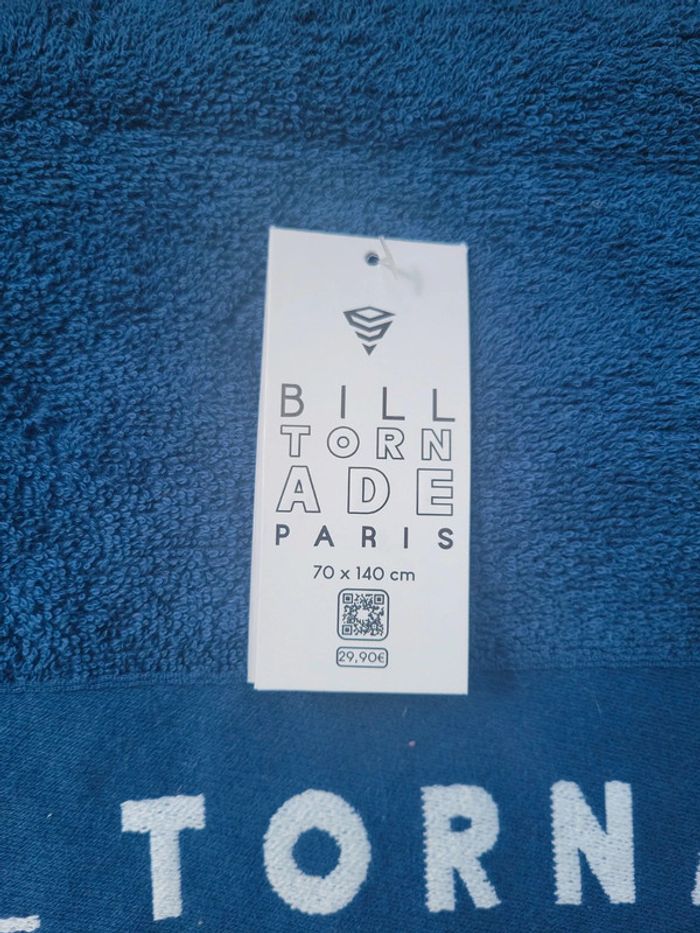 BILL
TORN
ADE
PARIS
70 x 140 cm
29,90€
TORN